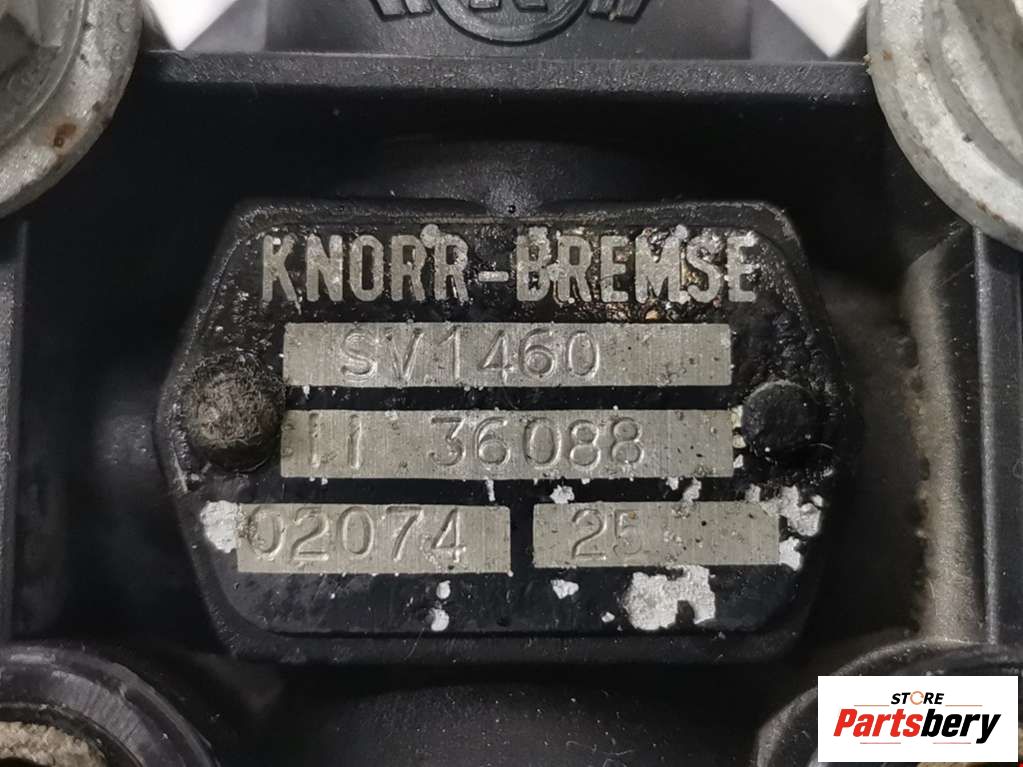 KNORR-BREMSE
SV1460
II 36088
02074 25
STORE
Partsbery